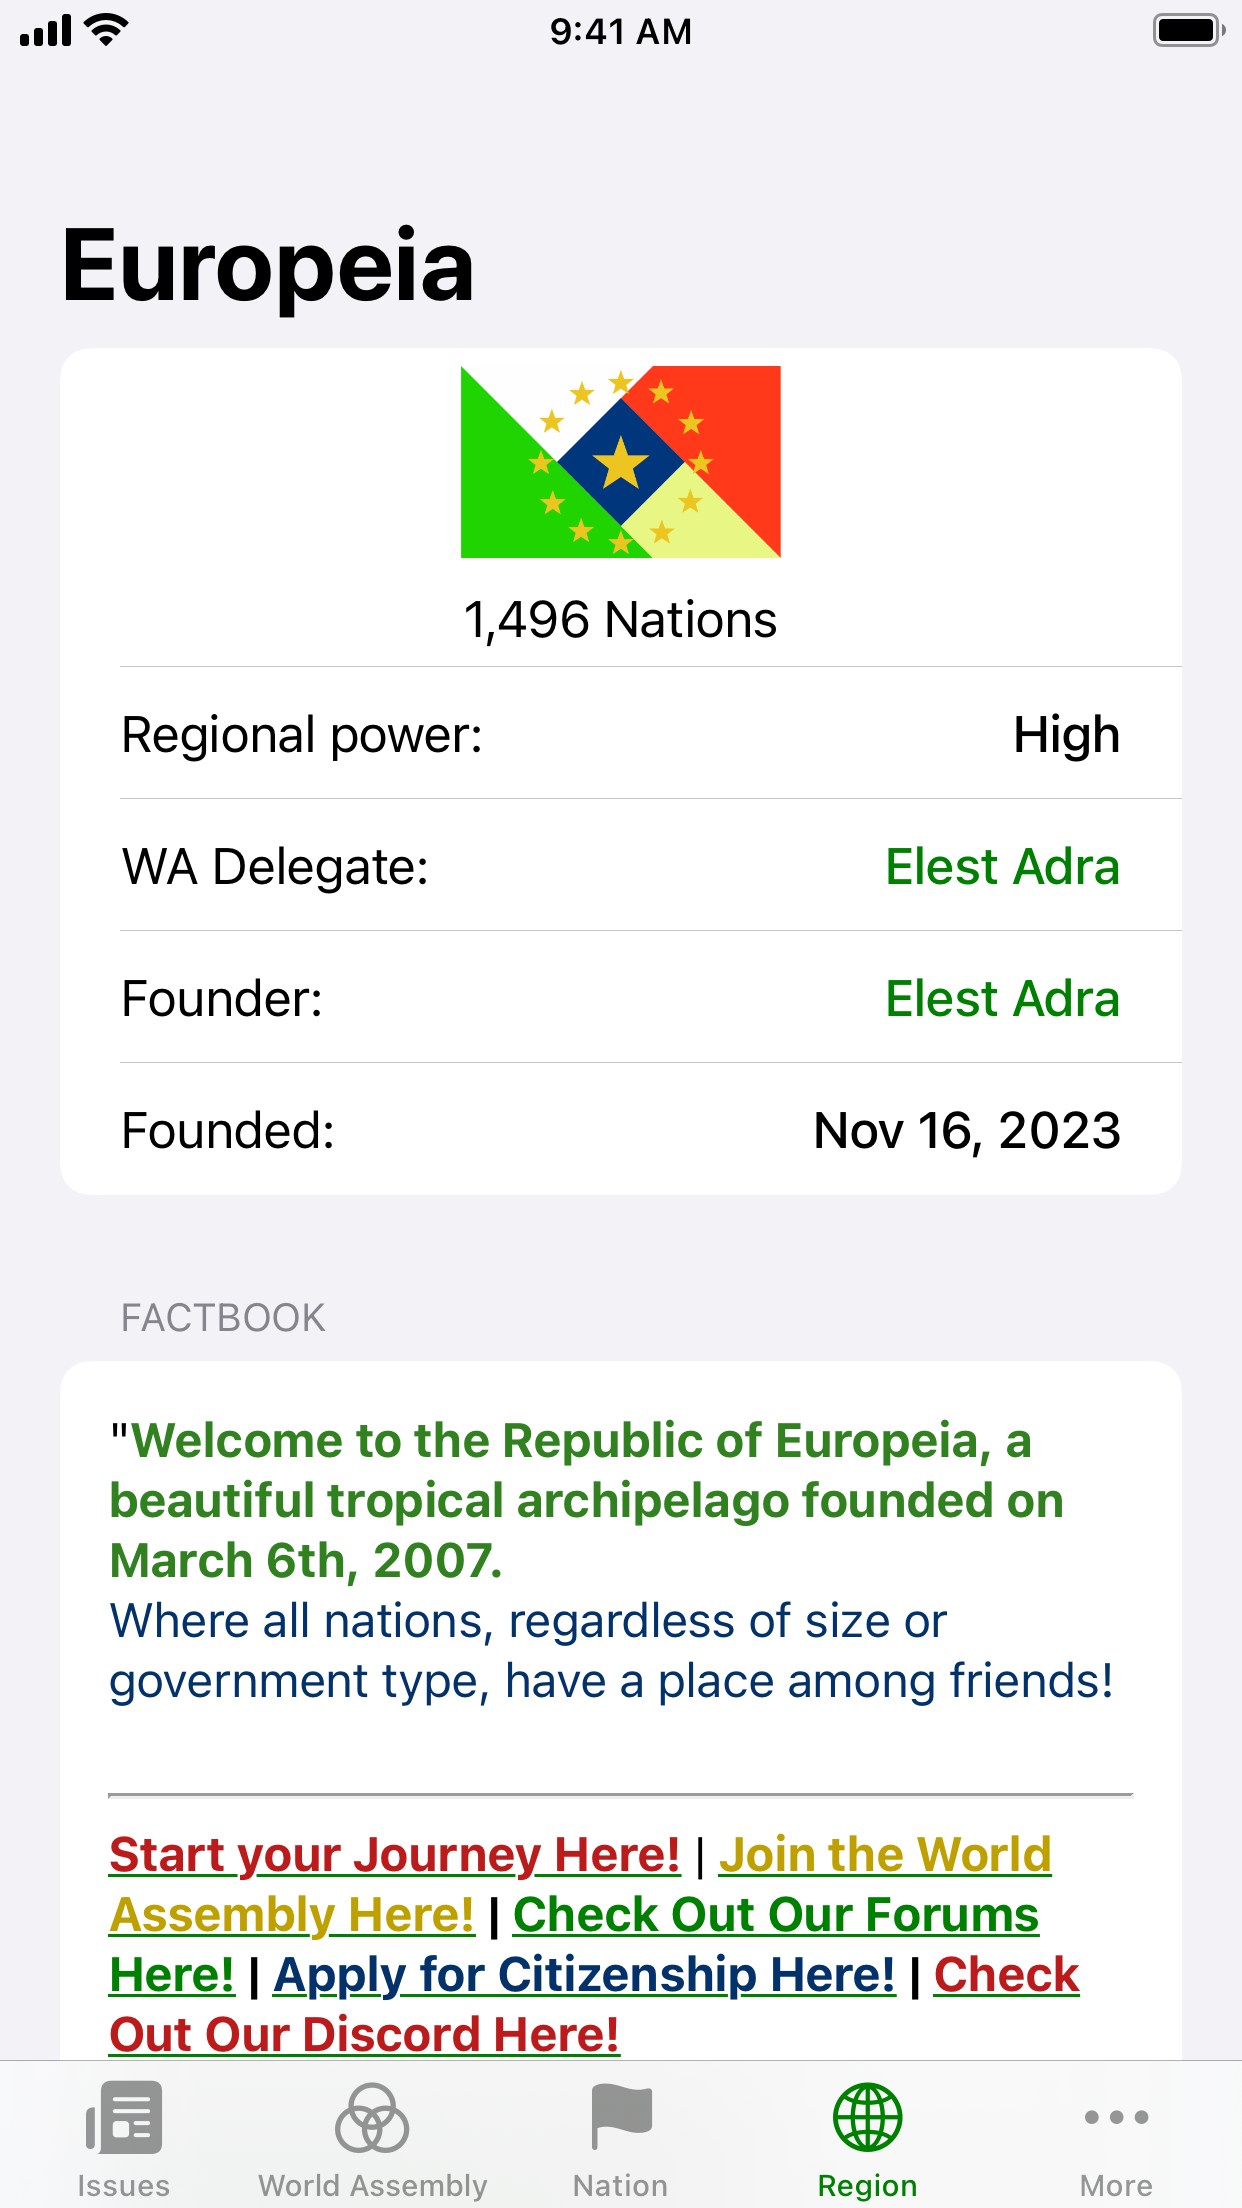 9:41 AM
Europeia
1,496 Nations
Regional power: High
WA Delegate: Elest Adra
Founder: Elest Adra
Founded: Nov 16, 2023
FACTBOOK
"Welcome to the Republic of Europeia, a
beautiful tropical archipelago founded on
March 6th, 2007.
Where all nations, regardless of size or
government type, have a place among friends!
Start your Journey Here! | Join the World
Assembly Here! | Check Out Our Forums
Here! | Apply for Citizenship Here! | Check
Out Our Discord Here!
Issues World Assembly Nation Region More